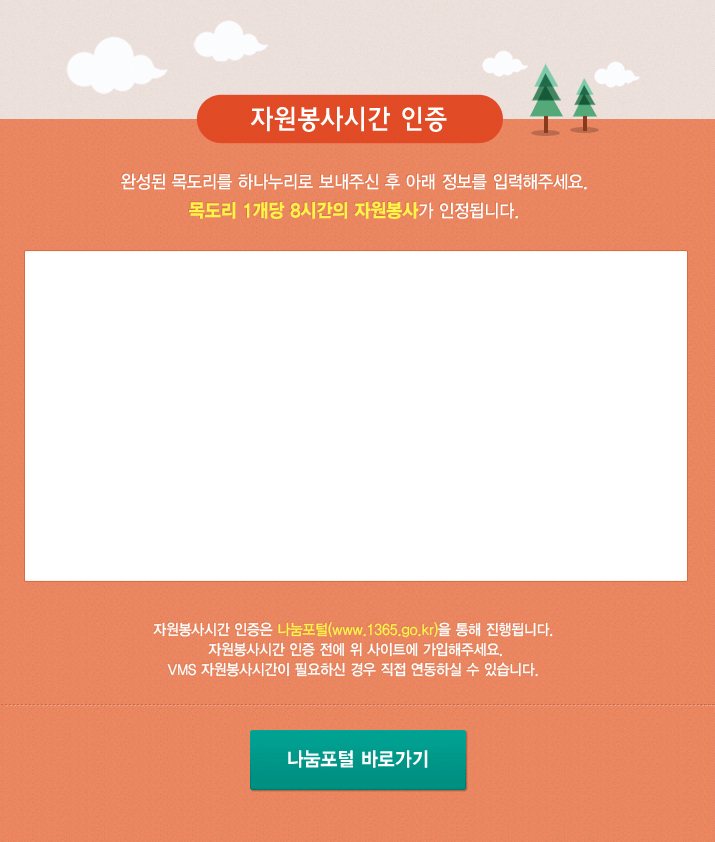 자원봉사시간 인증
완성된 목도리를 하나누리로 보내주신 후 아래 정보를 입력해주세요.
목도리 1개당 8시간의 자원봉사가 인정됩니다.
자원봉사시간 인증은 나눔포털(www.1365.go.kr)을 통해 진행됩니다.
자원봉사시간 인증 전에 위 사이트에 가입해주세요.
VMS 자원봉사시간이 필요하신 경우 직접 연동하실 수 있습니다.
나눔포털 바로가기